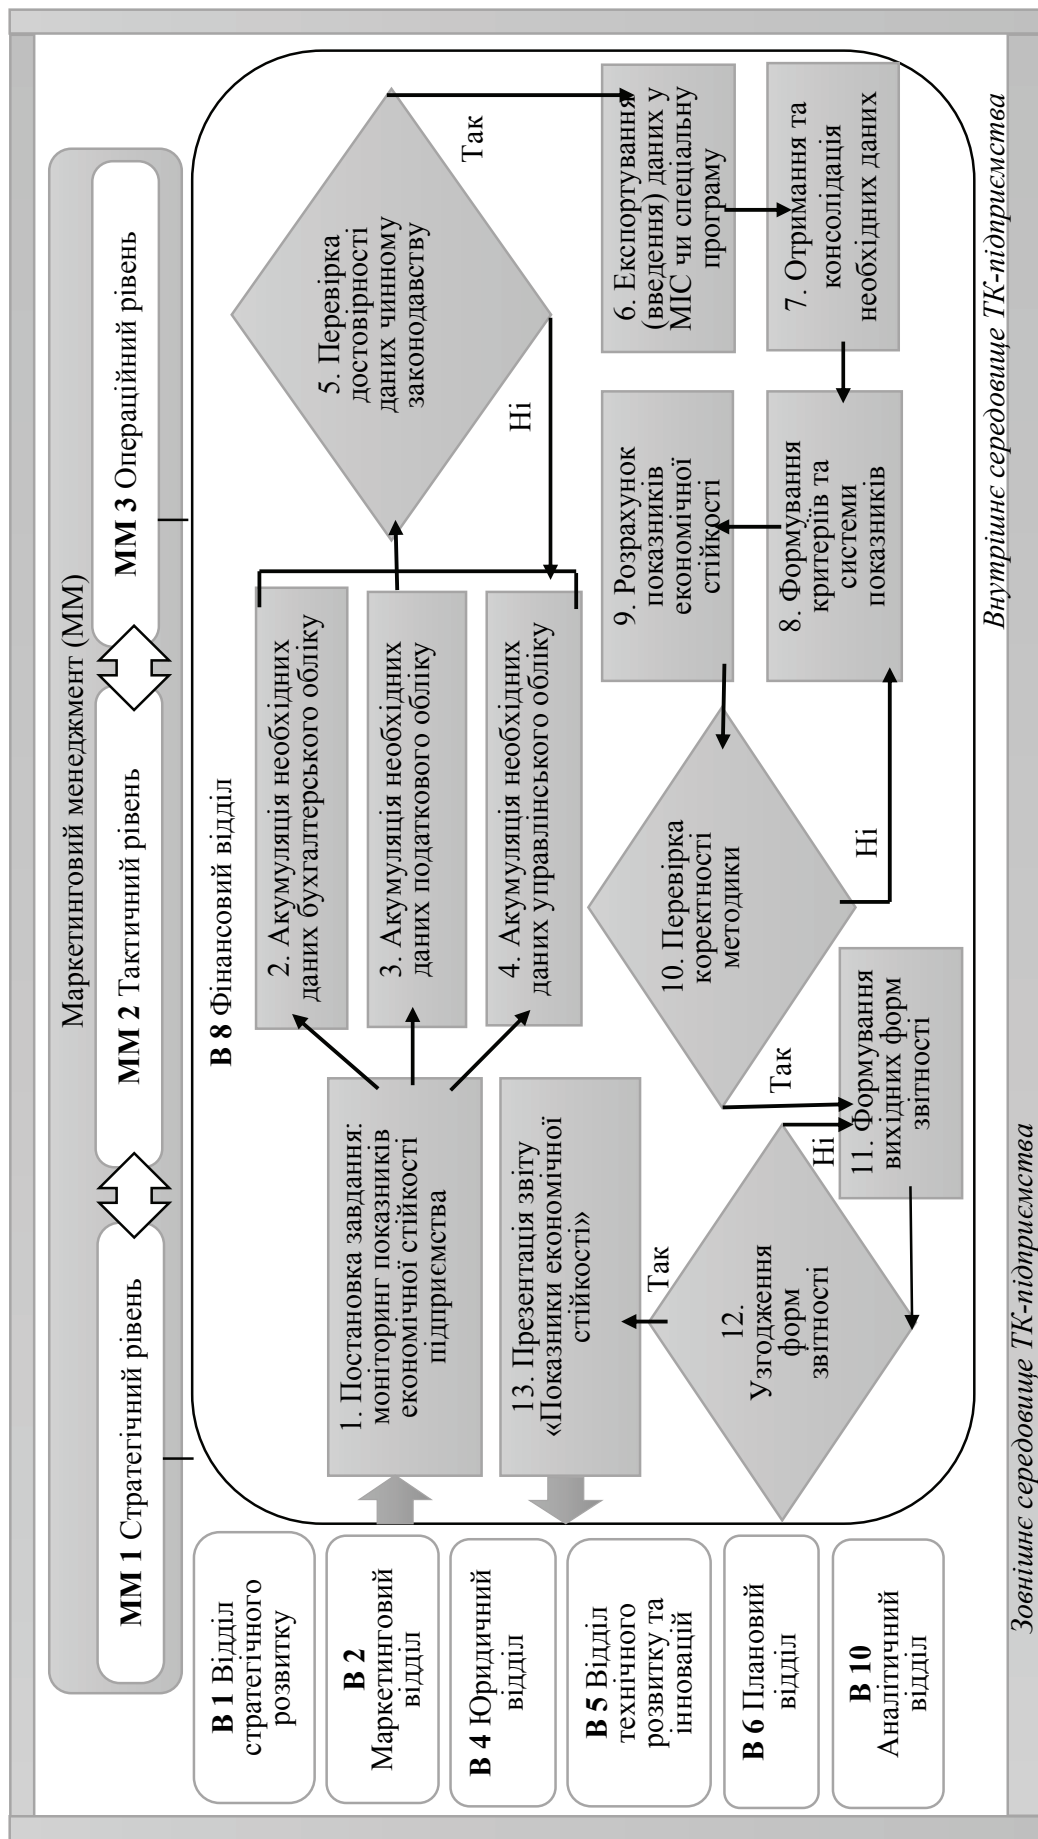 Маркетинговий менеджмент (ММ)
ММ 1 Стратегічний рівень
ММ 2 Тактичний рівень
ММ 3 Операційний рівень
В 1 Відділ
стратегічного
розвитку
В 2
Маркетинговий
відділ
В 4 Юридичний
відділ
В 5 Відділ
технічного
розвитку та
інновацій
В 6 Плановий
відділ
В 10
Аналітичний
відділ
В 8 Фінансовий відділ
1. Постановка завдання:
моніторинг показників
економічної стійкості
підприємства
2. Акумуляція необхідних
даних бухгалтерського обліку
3. Акумуляція необхідних
даних податкового обліку
4. Акумуляція необхідних
даних управлінського обліку
5. Перевірка
достовірності
даних чинному
законодавству
Так
Ні
6. Експортування
(введення) даних у
МІС чи спеціальну
програму
7. Отримання та
консолідація
необхідних даних
8. Формування
критеріїв та
системи
показників
9. Розрахунок
показників
економічної
стійкості
10. Перевірка
коректності
методики
Так
Ні
11. Формування
вихідних форм
звітності
12.
Узгодження
форм
звітності
Ні
Так
13. Презентація звіту
«Показники економічної
стійкості»
Внутрішнє середовище ТК-підприємства
Зовнішнє середовище ТК-підприємства